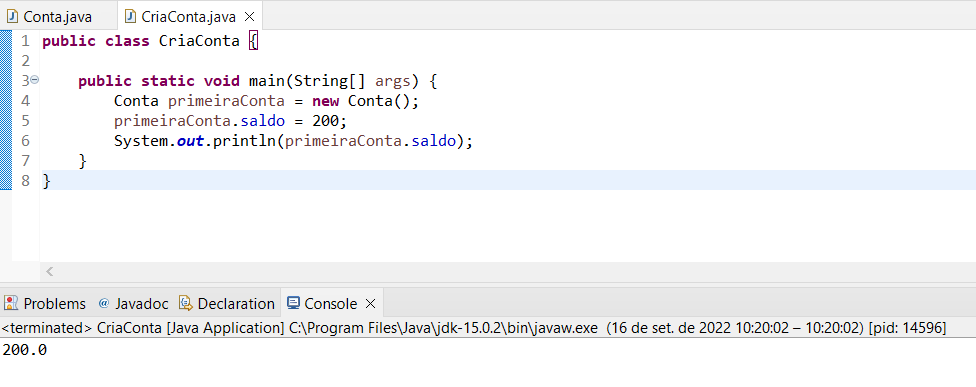 Conta.java CriaConta.java
1 public class CriaConta {
2
3 public static void main(String[] args) {
4 Conta primeiraConta = new Conta();
5 primeiraConta.saldo = 200;
6 System.out.println(primeiraConta.saldo);
7 }
8 }
Problems @ Javadoc Declaration Console
<terminated> CriaConta [Java Application] C:\Program Files\Java\jdk-15.0.2\bin\javaw.exe (16 de set. de 2022 10:20:02 – 10:20:02) [pid: 14596]
200.0